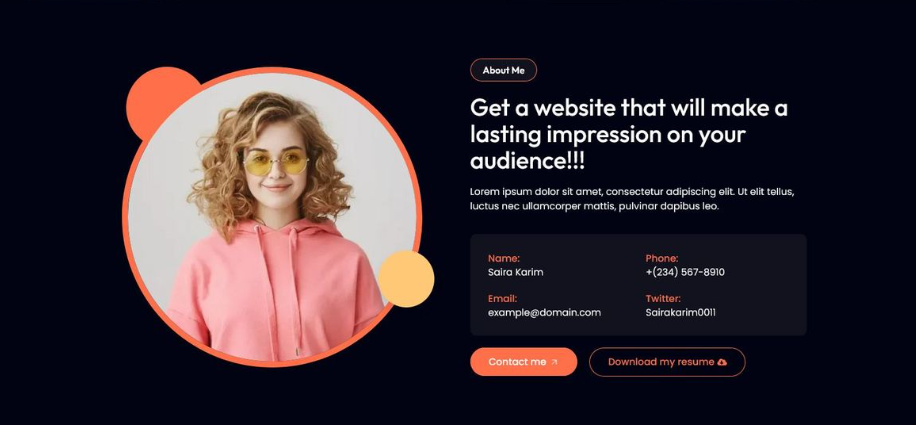 About Me
Get a website that will make a
lasting impression on your
audience!!!
Lorem ipsum dolor sit amet, consectetur adipiscing elit. Ut elit tellus,
luctus nec ullamcorper mattis, pulvinar dapibus leo.
Name:
Saira Karim
Phone:
+(234) 567-8910
Email:
example@domain.com
Twitter:
Sairakarim0011
Contact me
Download my resume